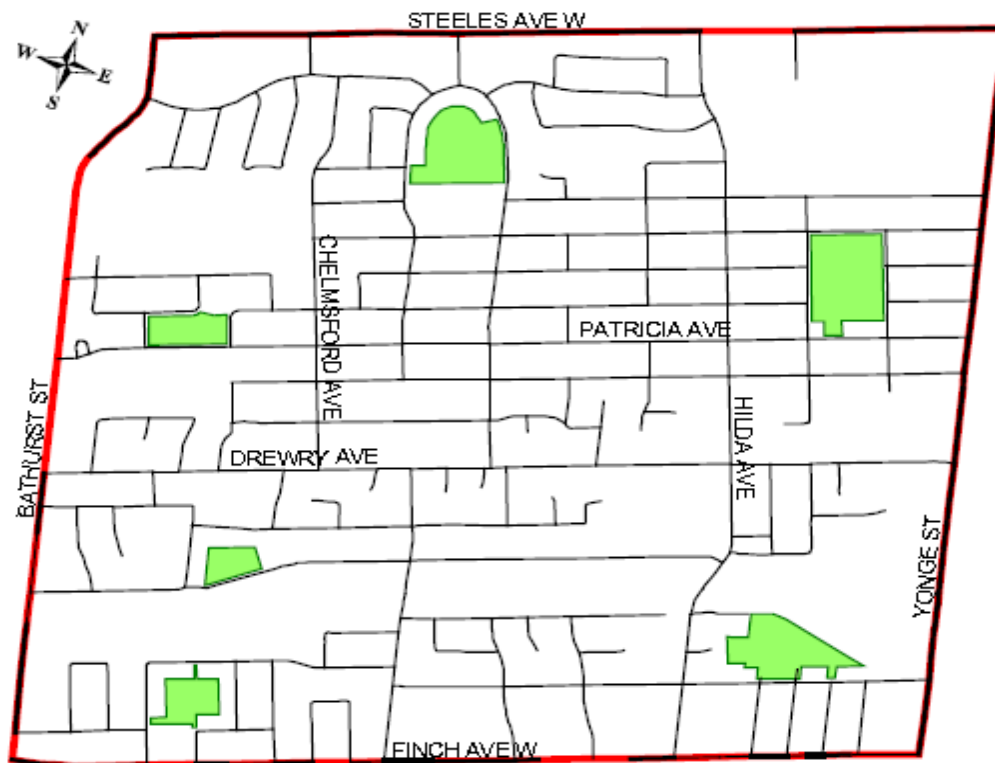 STEELES AVE W
N
W
E
S
CHELMSFORD AVE
PATRICIA AVE
BATHURST ST
HILDA AVE
DREWRY AVE
YONGE ST
FINCH AVE W